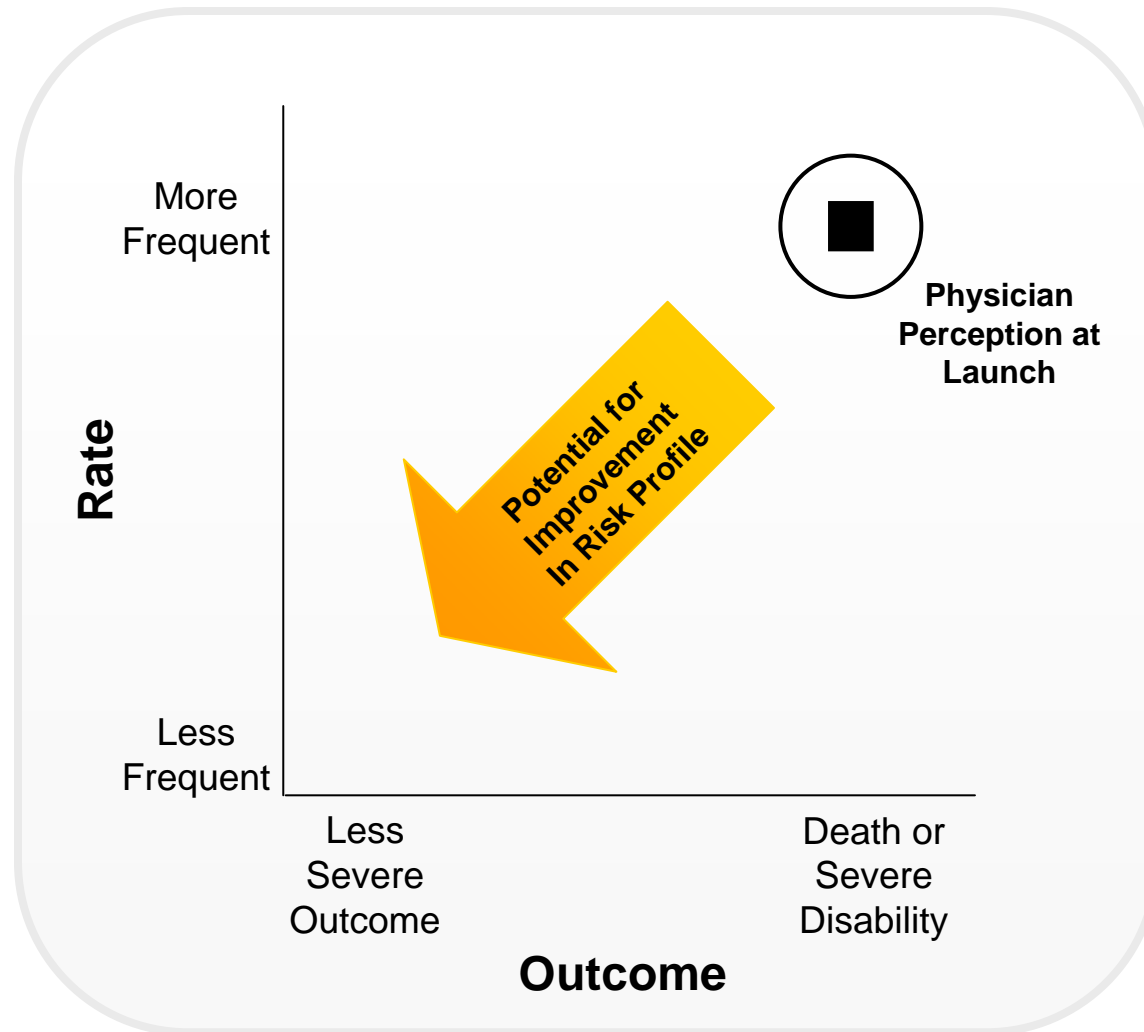 More
Frequent
Physician
Perception at
Launch
Potential for
Improvement
In Risk Profile
Rate
Less
Frequent
Less
Severe
Outcome
Death or
Severe
Disability
Outcome